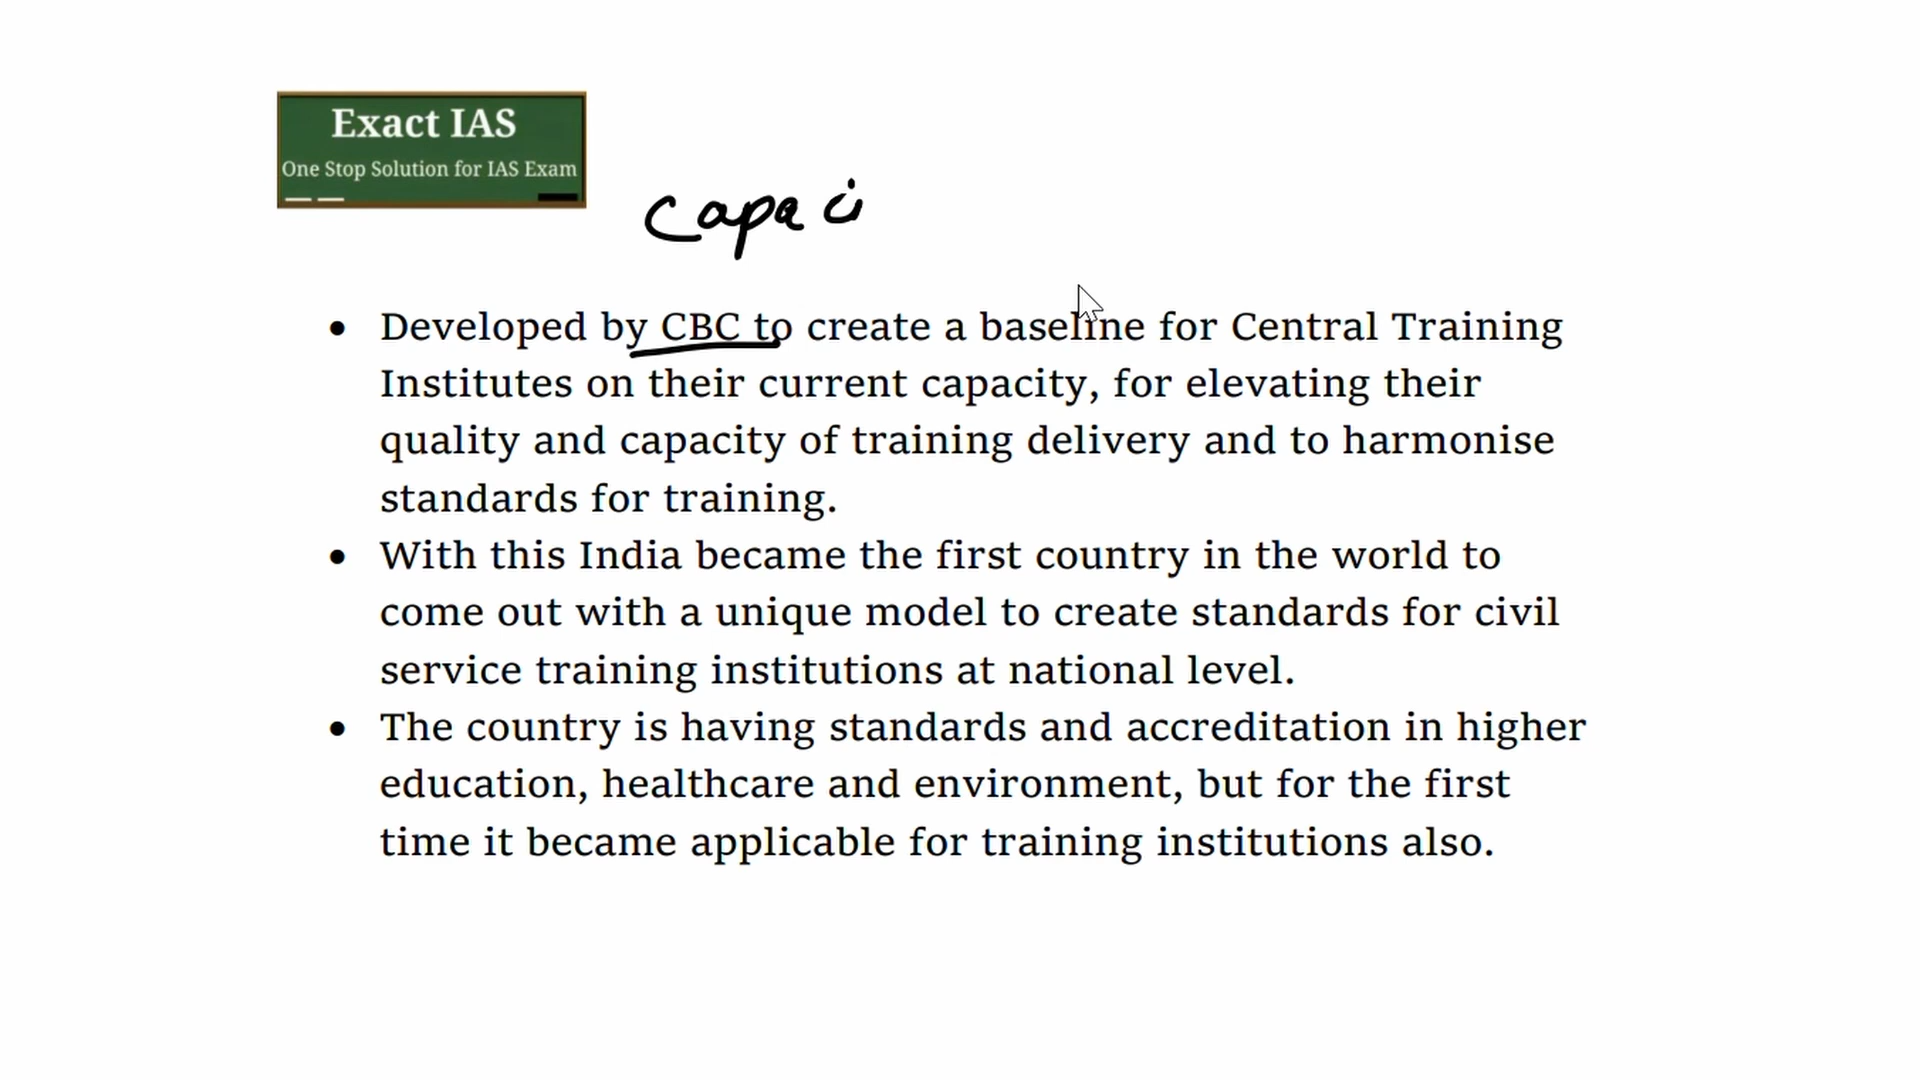 Exact IAS
One Stop Solution for IAS Exam
Capaci
• Developed by CBC to create a baseline for Central Training
Institutes on their current capacity, for elevating their
quality and capacity of training delivery and to harmonise
standards for training.
• With this India became the first country in the world to
come out with a unique model to create standards for civil
service training institutions at national level.
• The country is having standards and accreditation in higher
education, healthcare and environment, but for the first
time it became applicable for training institutions also.